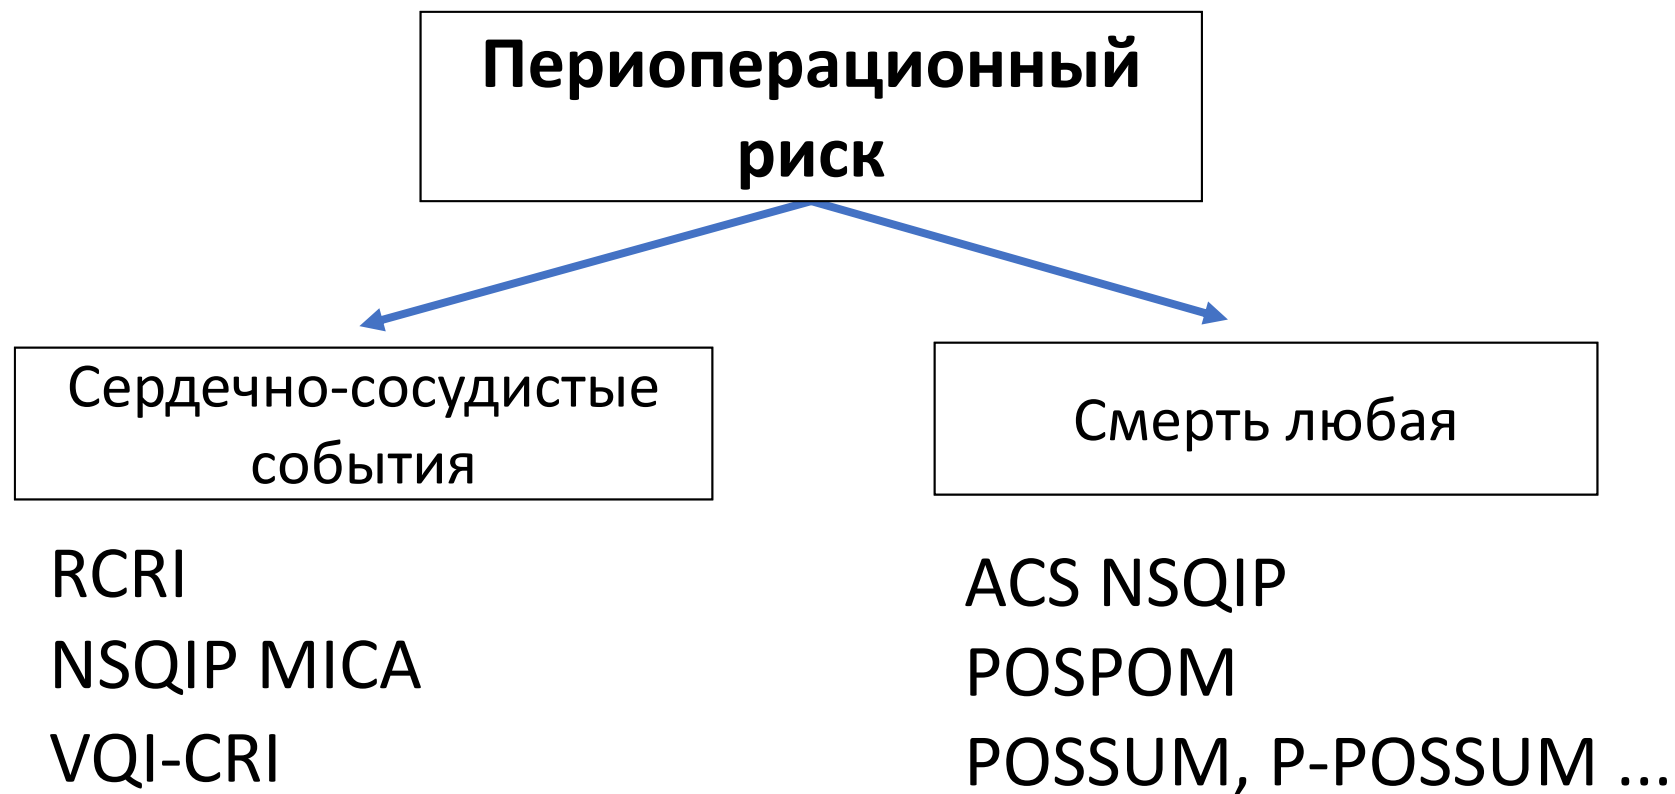 Периоперационный
риск
Сердечно-сосудистые
события
Смерть любая
RCRI
NSQIP MICA
VQI-CRI
ACS NSQIP
POSPOM
POSSUM, P-POSSUM ...